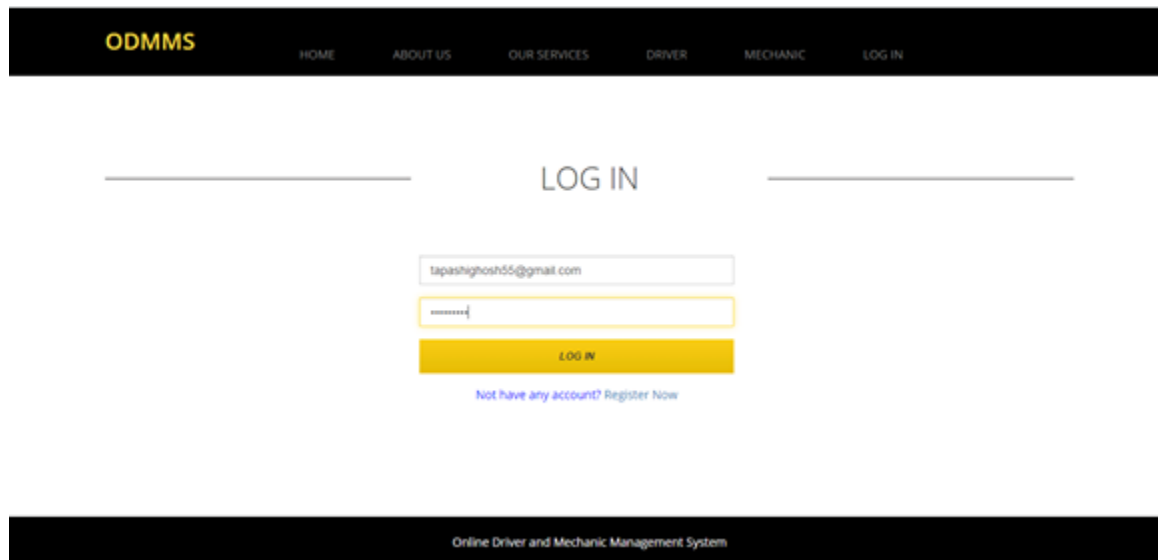 ODMMS
HOME ABOUT US OUR SERVICES DRIVER MECHANIC LOG IN
LOG IN
tapashighosh55@gmail.com
LOG IN
Not have any account? Register Now
Online Driver and Mechanic Management System